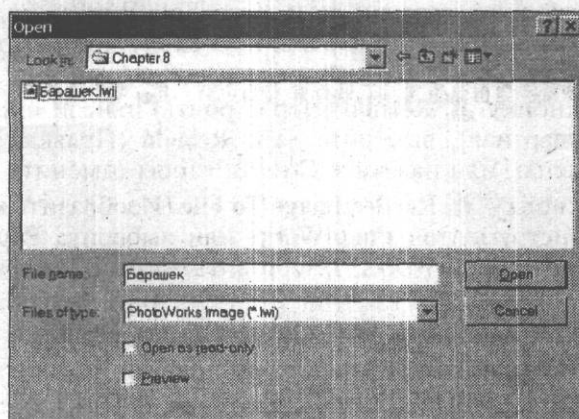 Open
Look in: Chapter 8
Барашек.lwi
File name: Барашек Open
Files of type: PhotoWorks Image (*.lwi) Cancel
Open as read-only
Preview